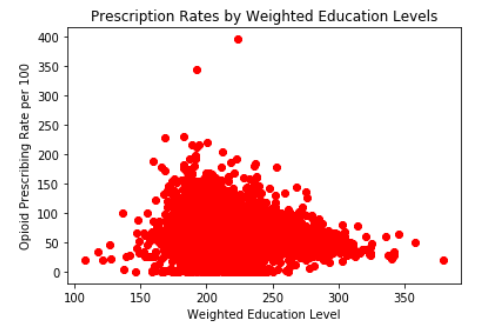 Prescription Rates by Weighted Education Levels
400
350
300
250
200
150
100
50
0
Opioid Prescribing Rate per 100
100 150 200 250 300 350
Weighted Education Level